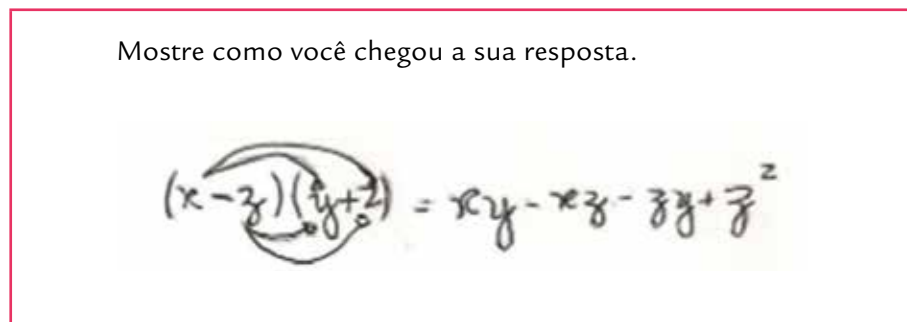 Mostre como você chegou a sua resposta.
(x-z)(y+z) = xy - xz - zy + z²